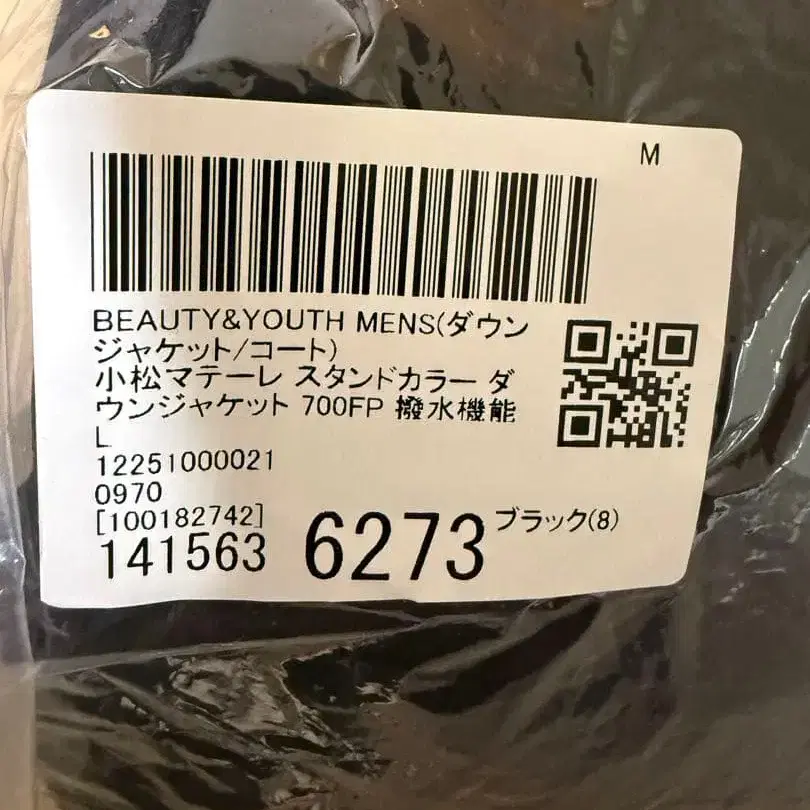 M
BEAUTY&YOUTH MENS(ダウン
ジャケット/コート)
小松マテーレ スタンドカラー ダ
ウンジャケット 700FP 撥水機能
L
12251000021
0970
[100182742]
141563 6273 ブラック(8)